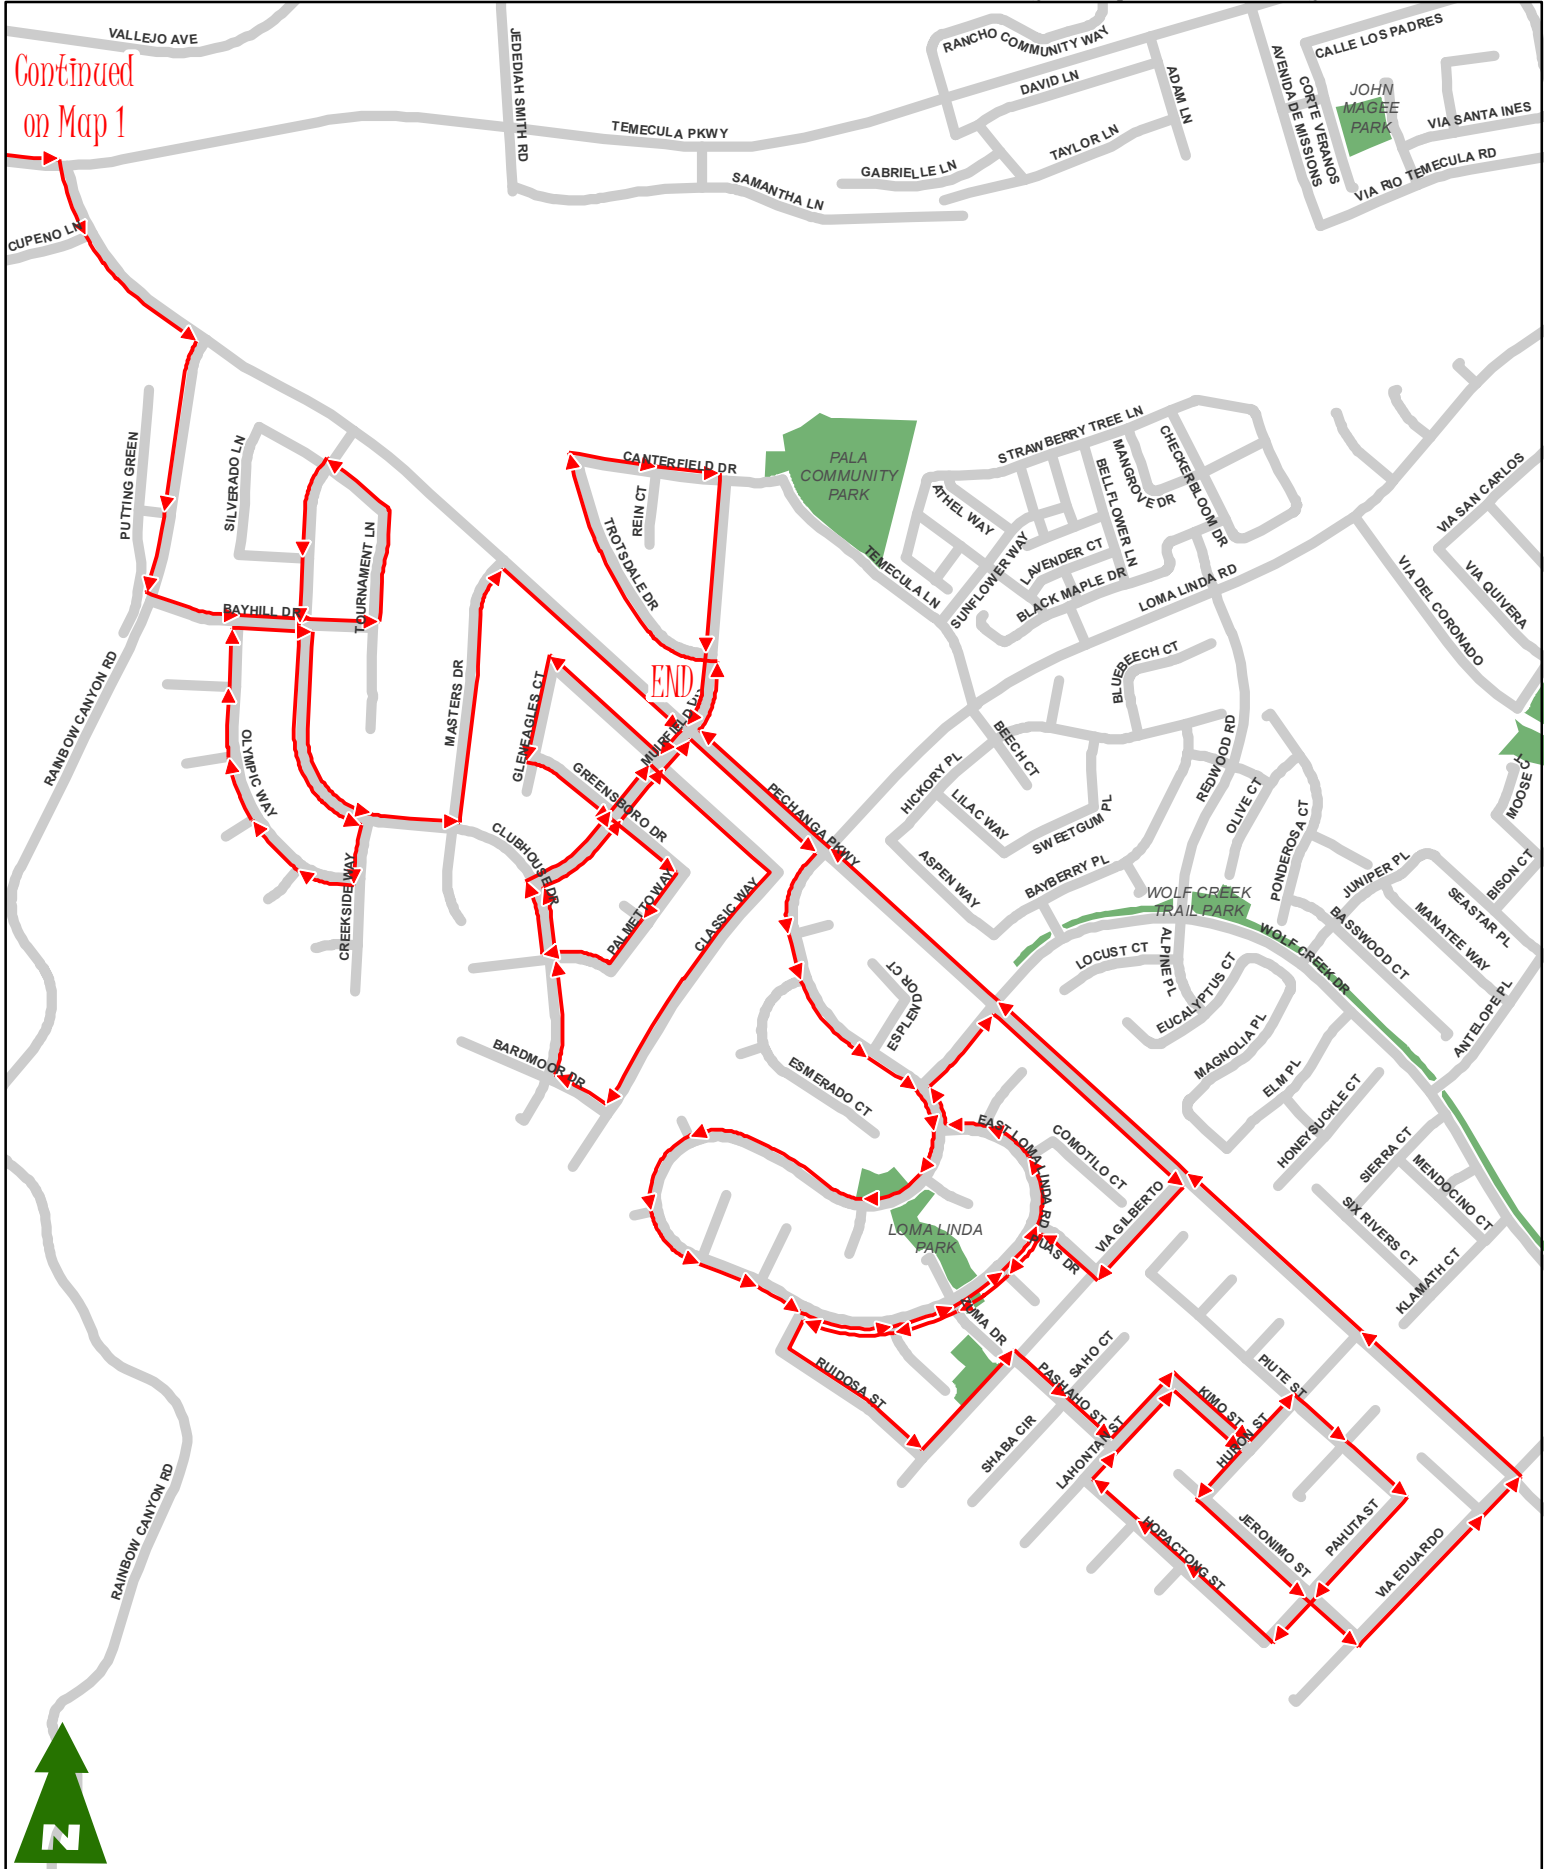 VALLEJO AVE
Continued
on Map 1
JEDEDIAH SMITH RD
RANCHO COMMUNITY WAY
DAVID LN
ADAM LN
AVENIDA DE MISSIONS
CALLE LOS PADRES
CORTE VERANOS
JOHN
MAGEE
PARK
VIA SANTA INES
VIA RIO TEMECULA RD
TEMECULA PKWY
TAYLOR LN
GABRIELLE LN
SAMANTHA LN
CUPENO LN
PUTTING GREEN
SILVERADO LN
TOURNAMENT LN
BAYHILL DR
CANTERFIELD DR
REIN CT
TROTSDALE DR
PALA
COMMUNITY
PARK
STRAWBERRY TREE LN
ATHEL WAY
MANGROVE DR
BELLFLOWER LN
CHECKERBLOOM DR
LAVENDER CT
SUNFLOWER WAY
BLACK MAPLE DR
TEMECULA LN
LOMA LINDA RD
VIA SAN CARLOS
VIA QUIVERA
VIA DEL CORONADO
RAINBOW CANYON RD
MASTERS DR
OLYMPIC WAY
END
MUIRFIELD DR
GLENEAGLES CT
GREENSBORO DR
CLUBHOUSE DR
PALMETTO WAY
CLASSIC WAY
CREEKSIDE WAY
BARDMOOR DR
PECHANGA PKWY
BLUEBEECH CT
BEECH CT
HICKORY PL
LILAC WAY
SWEETGUM PL
ASPEN WAY
BAYBERRY PL
REDWOOD RD
OLIVE CT
PONDEROSA CT
MOOSE CT
JUNIPER PL
BISON CT
SEASTAR PL
MANATEE WAY
BASSWOOD CT
ANTELOPE PL
WOLF CREEK
TRAIL PARK
WOLF CREEK DR
LOCUST CT
ALPINE PL
EUCALYPTUS CT
MAGNOLIA PL
ELM PL
HONEYSUCKLE CT
SIERRA CT
MENDOCINO CT
SIX RIVERS CT
KLAMATH CT
ESPLENDOR CT
ESMERADO CT
EAST LOMA LINDA RD
COMOTILO CT
VIA GILBERTO
LOMA LINDA
PARK
PUMA DR
RUIDOSA ST
PASHAHO ST
SAHO CT
SHABA CIR
LAHONTAN ST
KIMO ST
HURON ST
PIUTE ST
JERONIMO ST
PAHUTA ST
HOPACTONG ST
VIA EDUARDO
RAINBOW CANYON RD
N